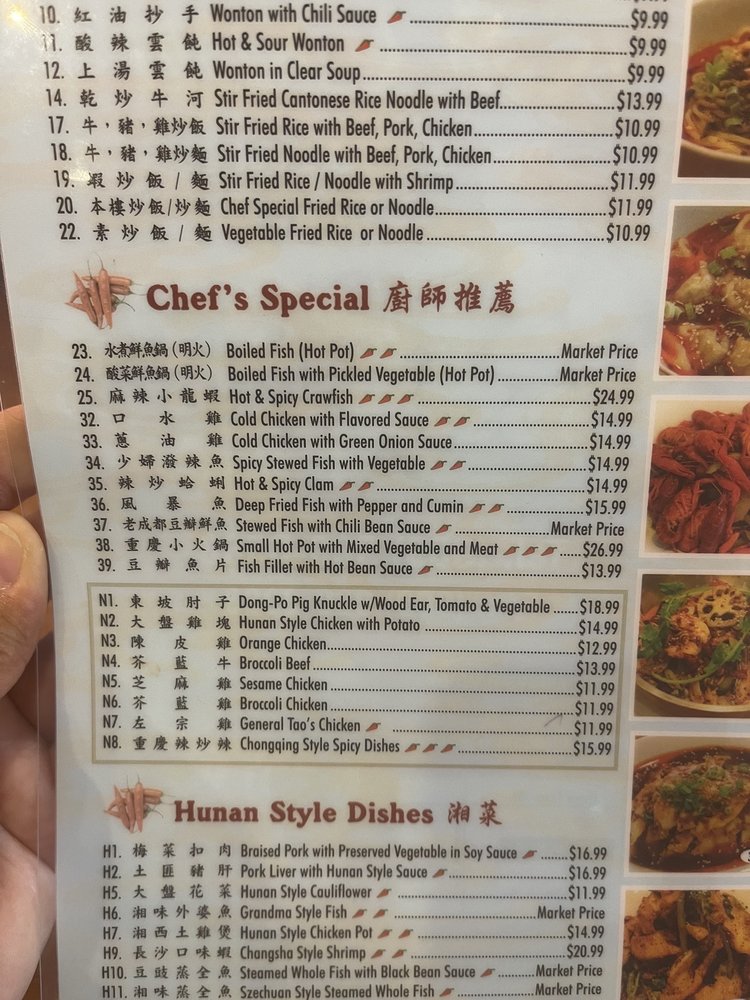 10. 紅油抄手 Wonton with Chili Sauce $9.99
11. 酸辣雲飩 Hot & Sour Wonton $9.99
12. 上湯雲飩 Wonton in Clear Soup $9.99
14. 乾炒牛河 Stir Fried Cantonese Rice Noodle with Beef $13.99
17. 牛，豬，雞炒飯 Stir Fried Rice with Beef, Pork, Chicken $10.99
18. 牛，豬，雞炒麵 Stir Fried Noodle with Beef, Pork, Chicken $10.99
19. 蝦炒飯/麵 Stir Fried Rice / Noodle with Shrimp $11.99
20. 本樓炒飯/炒麵 Chef Special Fried Rice or Noodle $11.99
22. 素炒飯/麵 Vegetable Fried Rice or Noodle $10.99
Chef's Special 廚師推薦
23. 水煮鮮魚鍋(明火) Boiled Fish (Hot Pot) Market Price
24. 酸菜鮮魚鍋(明火) Boiled Fish with Pickled Vegetable (Hot Pot) Market Price
25. 麻辣小龍蝦 Hot & Spicy Crawfish $24.99
32. 口水雞 Cold Chicken with Flavored Sauce $14.99
33. 蔥油雞 Cold Chicken with Green Onion Sauce $14.99
34. 少婦潑辣魚 Spicy Stewed Fish with Vegetable $14.99
35. 辣炒蛤蜊 Hot & Spicy Clam $14.99
36. 風暴魚 Deep Fried Fish with Pepper and Cumin $15.99
37. 老成都豆瓣鮮魚 Stewed Fish with Chili Bean Sauce Market Price
38. 重慶小火鍋 Small Hot Pot with Mixed Vegetable and Meat $26.99
39. 豆瓣魚片 Fish Fillet with Hot Bean Sauce $13.99
N1. 東坡肘子 Dong-Po Pig Knuckle w/Wood Ear, Tomato & Vegetable $18.99
N2. 大盤雞塊 Hunan Style Chicken with Potato $14.99
N3. 陳皮雞 Orange Chicken $12.99
N4. 芥藍牛 Broccoli Beef $13.99
N5. 芝麻雞 Sesame Chicken $11.99
N6. 芥藍雞 Broccoli Chicken $11.99
N7. 左宗雞 General Tao's Chicken $11.99
N8. 重慶辣炒辣 Chongqing Style Spicy Dishes $15.99
Hunan Style Dishes 湘菜
H1. 梅菜扣肉 Braised Pork with Preserved Vegetable in Soy Sauce $16.99
H2. 土匪豬肝 Pork Liver with Hunan Style Sauce $16.99
H5. 大盤花菜 Hunan Style Cauliflower $11.99
H6. 湘味外婆魚 Grandma Style Fish Market Price
H7. 湘西土雞煲 Hunan Style Chicken Pot $14.99
H9. 長沙口味蝦 Changsha Style Shrimp $20.99
H10. 豆豉蒸全魚 Steamed Whole Fish with Black Bean Sauce Market Price
H11. 湘味蒸全魚 Szechuan Style Steamed Whole Fish Market Price